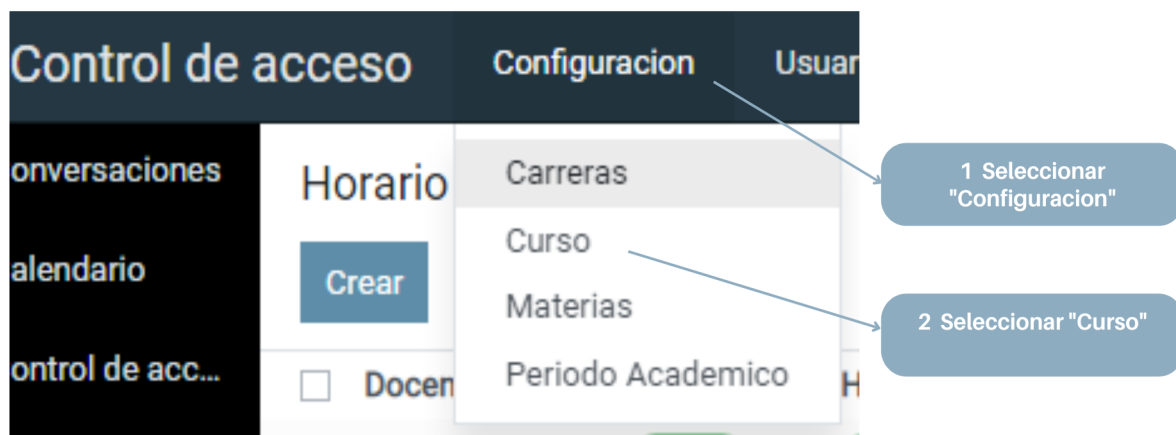 Control de acceso Configuracion Usuar
onversaciones
Horario
Carreras
1 Seleccionar
"Configuracion"
Curso
alendario
Crear
Materias
2 Seleccionar "Curso"
ontrol de acc...
Docen
Periodo Academico
H